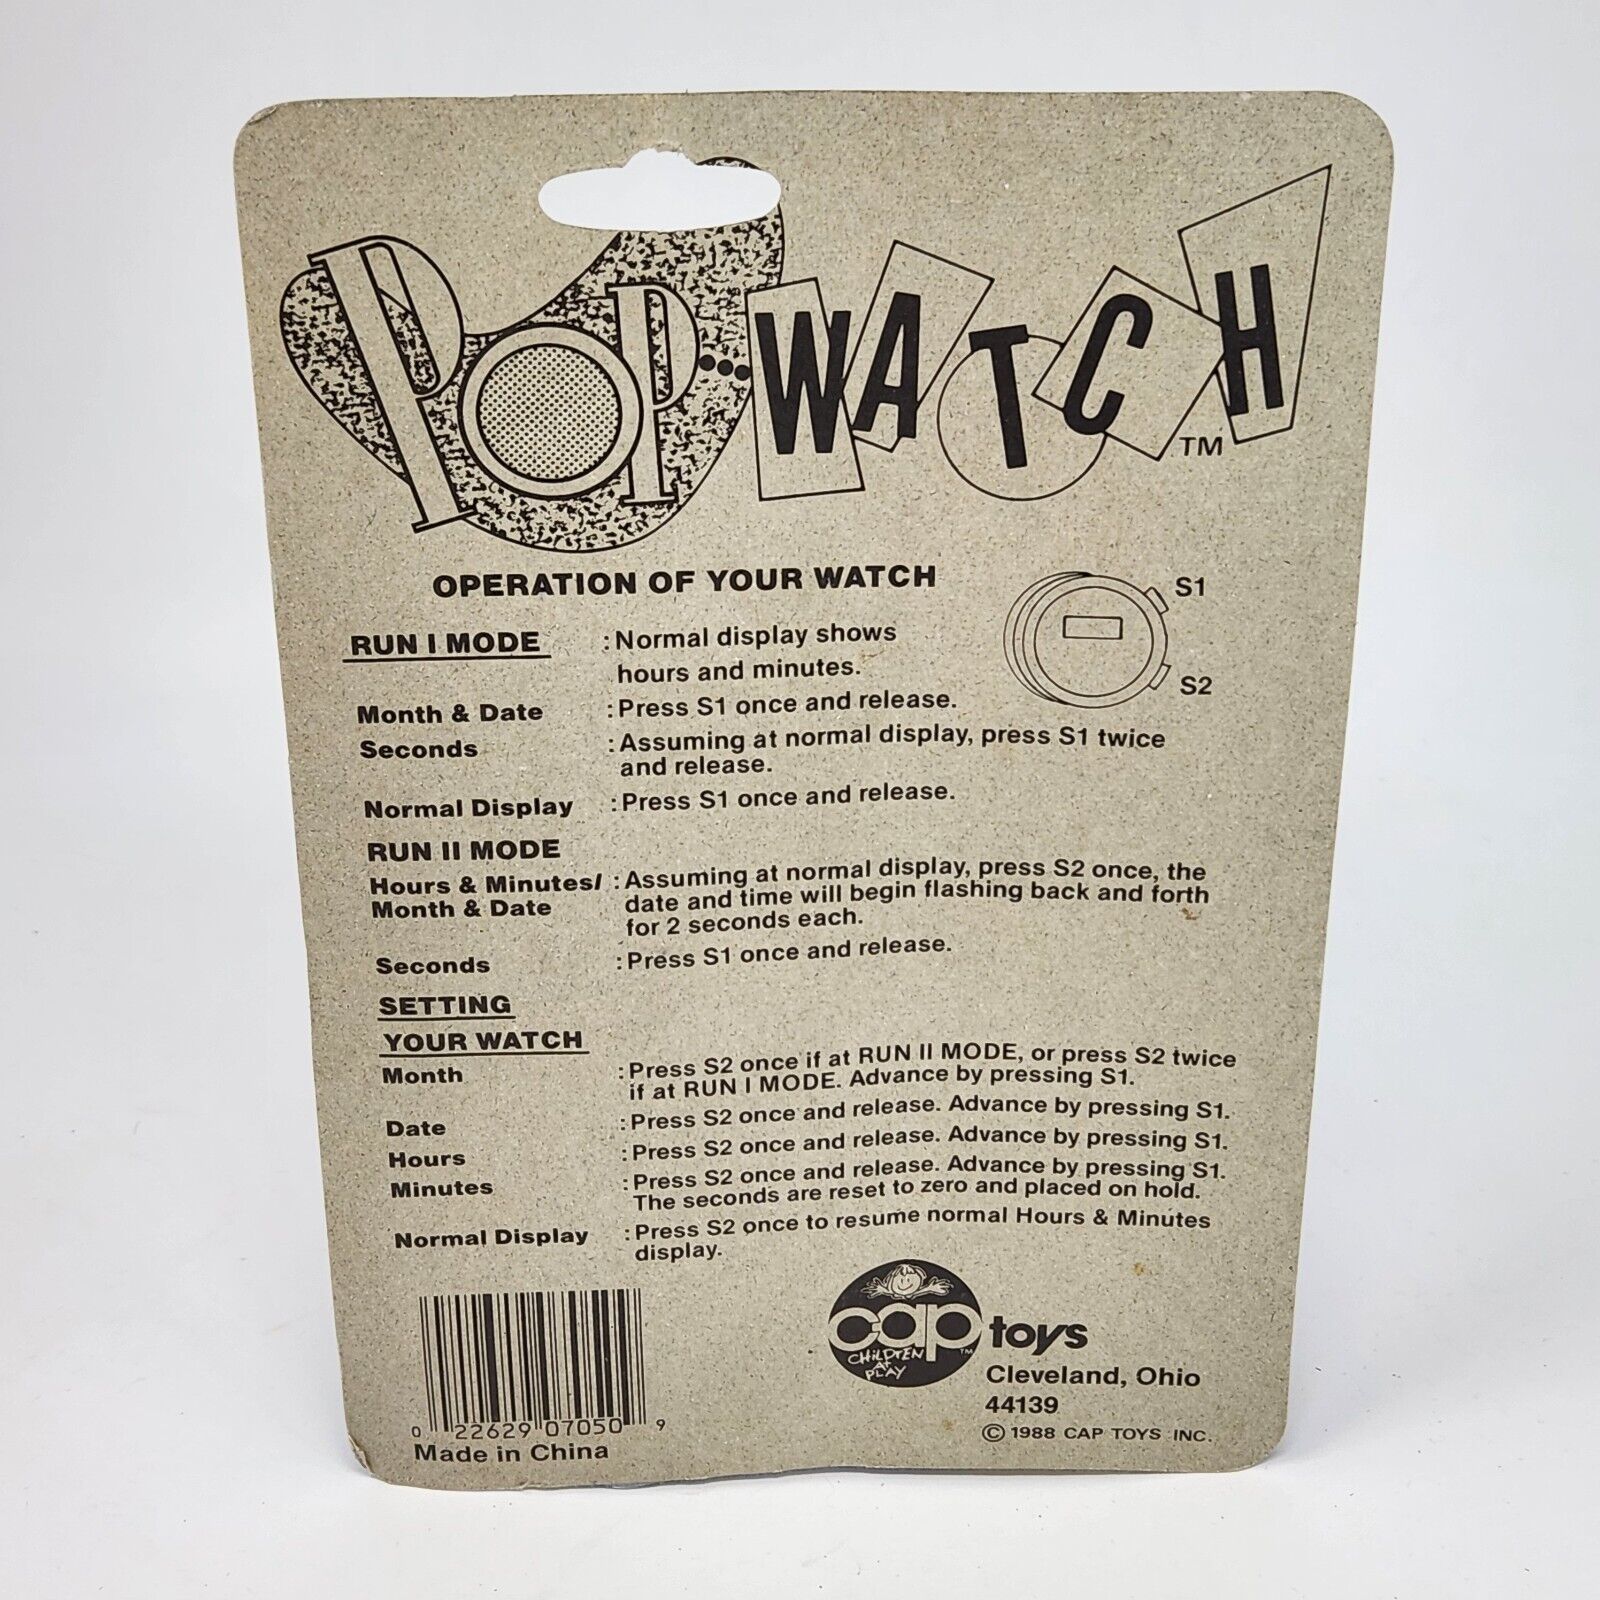 POP...WATCH TM
OPERATION OF YOUR WATCH
S1
S2
RUN I MODE :Normal display shows
hours and minutes.
Month & Date :Press S1 once and release.
Seconds :Assuming at normal display, press S1 twice
and release.
Normal Display :Press S1 once and release.
RUN II MODE
Hours & Minutes/ :Assuming at normal display, press S2 once, the
Month & Date date and time will begin flashing back and forth
for 2 seconds each.
Seconds :Press S1 once and release.
SETTING
YOUR WATCH
Month :Press S2 once if at RUN II MODE, or press S2 twice
if at RUN I MODE. Advance by pressing S1.
Date :Press S2 once and release. Advance by pressing S1.
Hours :Press S2 once and release. Advance by pressing S1.
Minutes :Press S2 once and release. Advance by pressing S1.
The seconds are reset to zero and placed on hold.
Normal Display :Press S2 once to resume normal Hours & Minutes
display.
cap TM toys
CHILDREN
AT
PLAY
Cleveland, Ohio
44139
© 1988 CAP TOYS INC.
0 22629 07050 9
Made in China